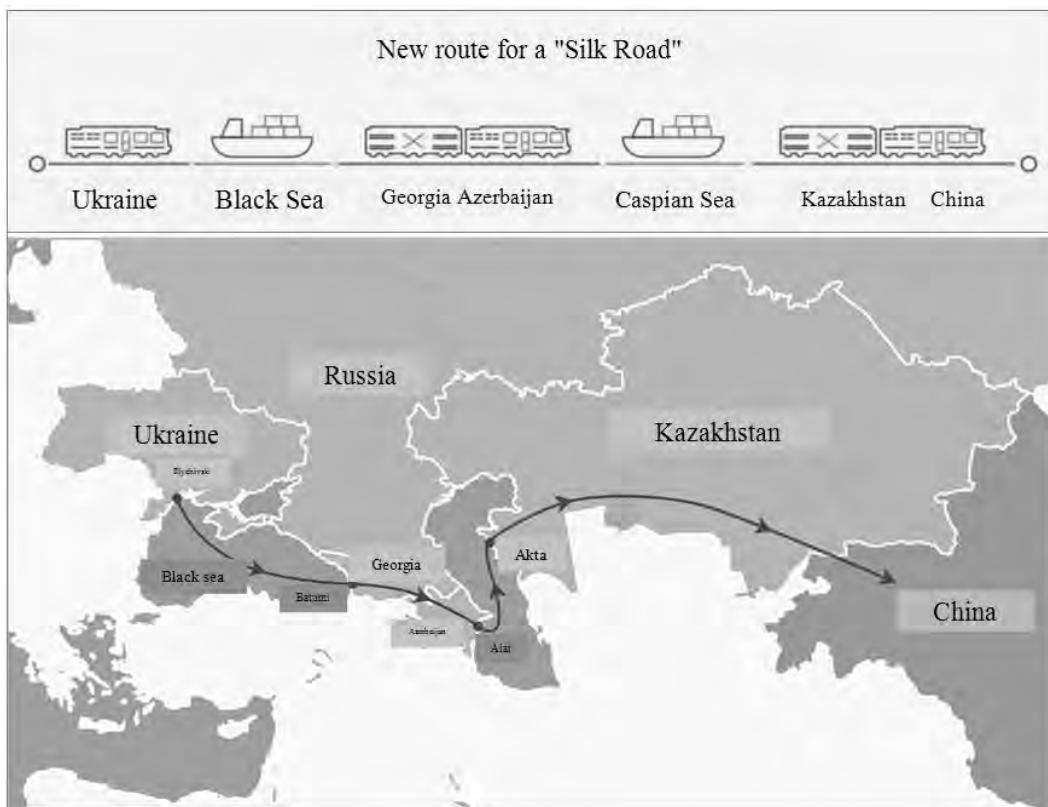 New route for a "Silk Road"
Ukraine
Black Sea
Georgia Azerbaijan
Caspian Sea
Kazakhstan
China
Russia
Ukraine
Kazakhstan
Georgia
Akta
Black sea
Batumi
Azerbaijan
Alat
China